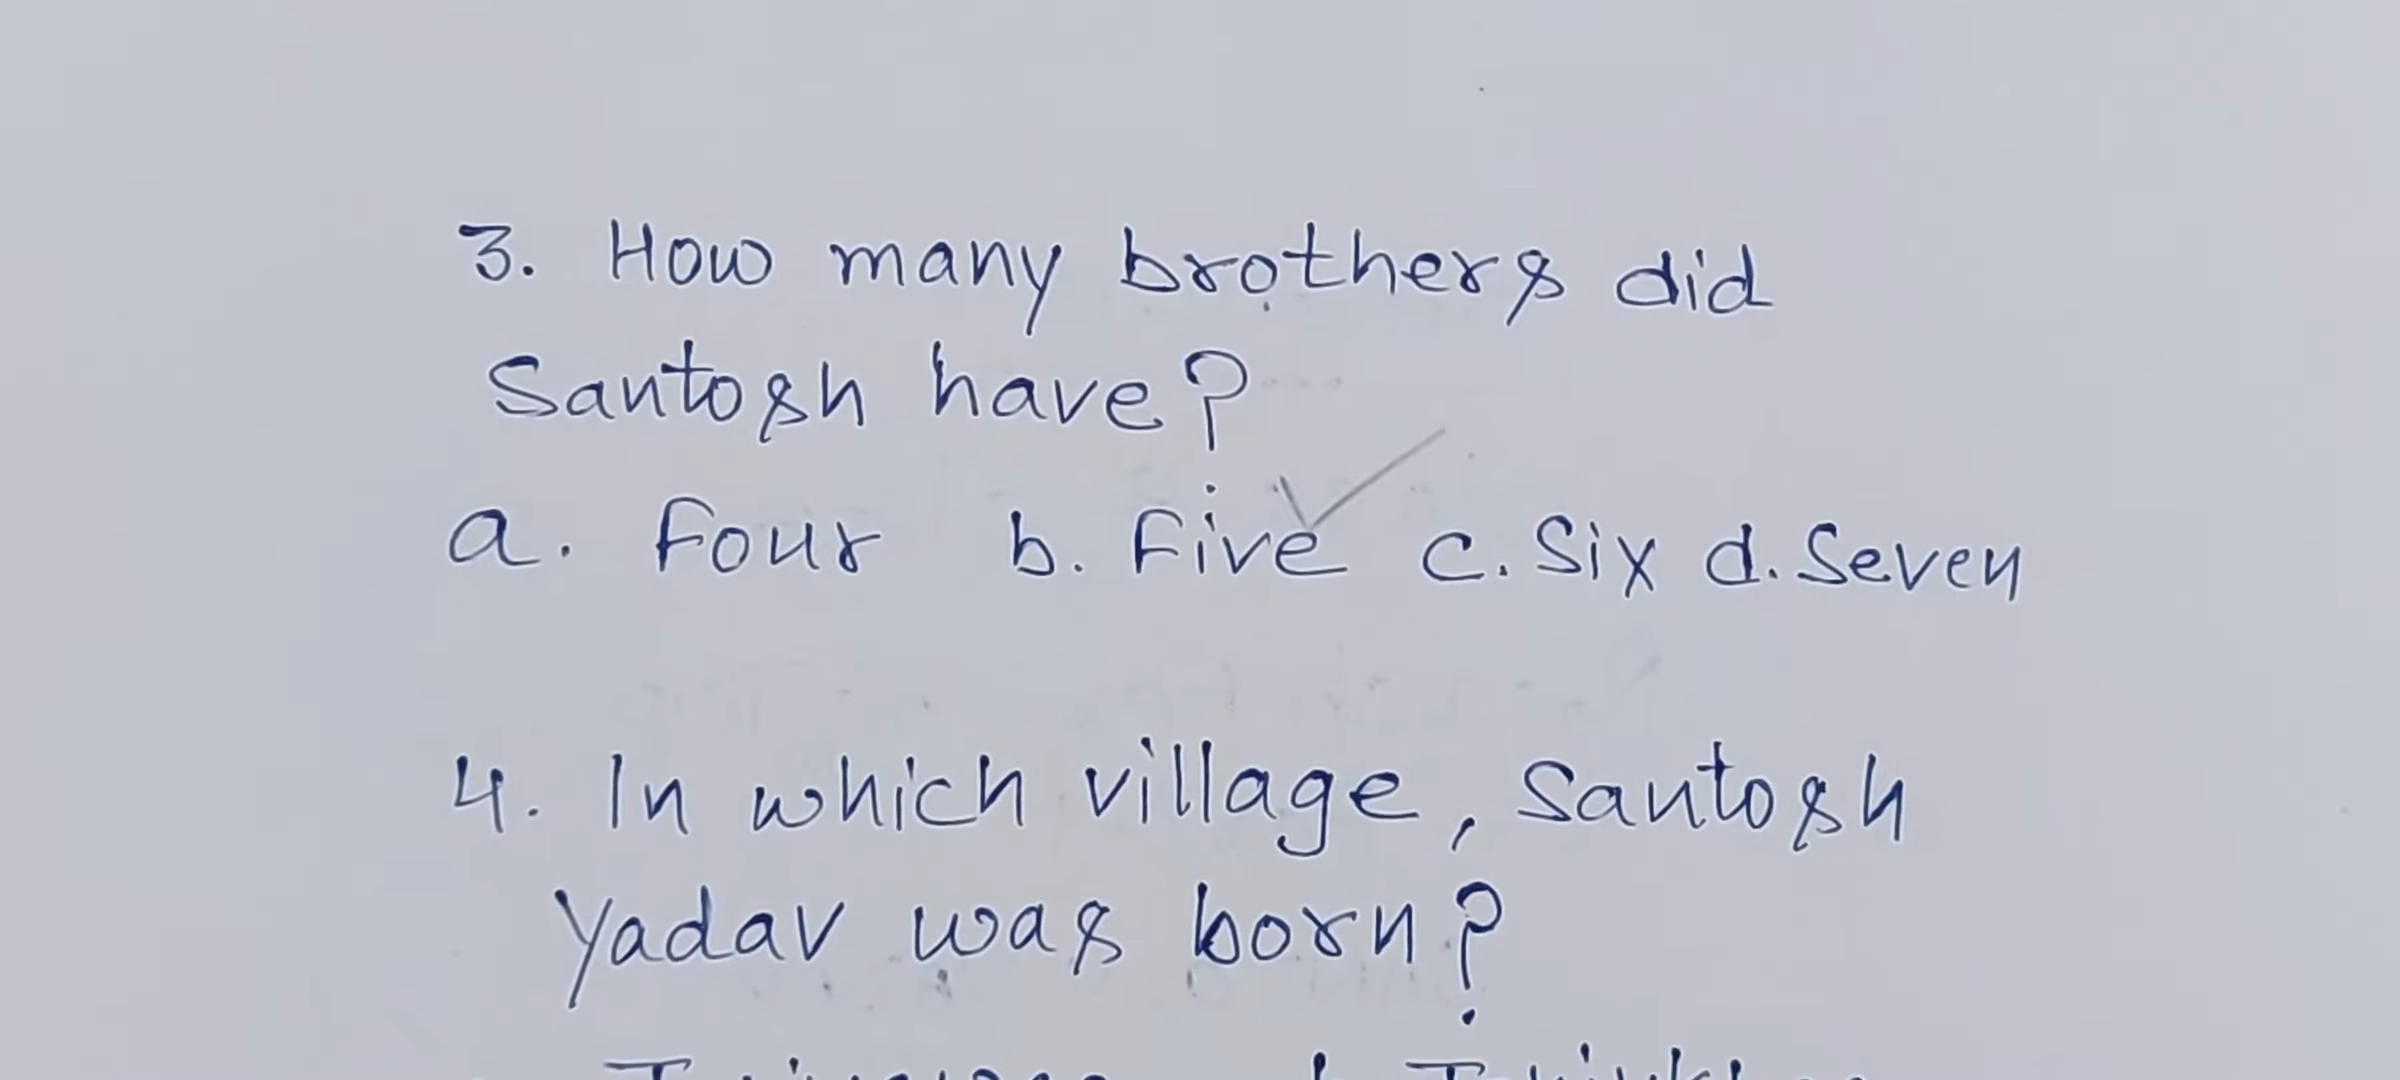 3. How many brothers did
Santosh have?
a. Four b. Five c. Six d. Seven
4. In which village, Santosh
Yadav was born?